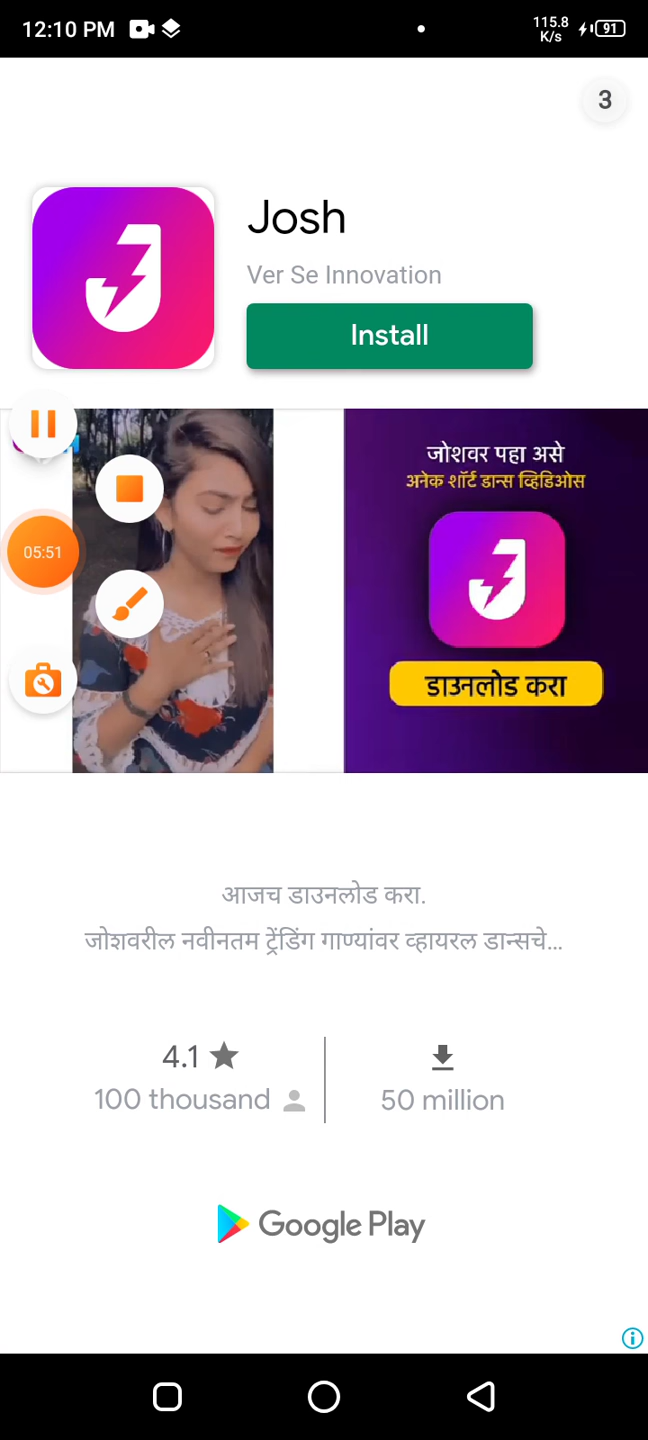 12:10 PM
115.8
K/s
91
3
Josh
Ver Se Innovation
Install
जोशवर पहा असे
अनेक शॉर्ट डान्स व्हिडिओस
05:51
डाउनलोड करा
आजच डाउनलोड करा.
जोशवरील नवीनतम ट्रेंडिंग गाण्यांवर व्हायरल डान्सचे...
4.1
100 thousand
50 million
Google Play